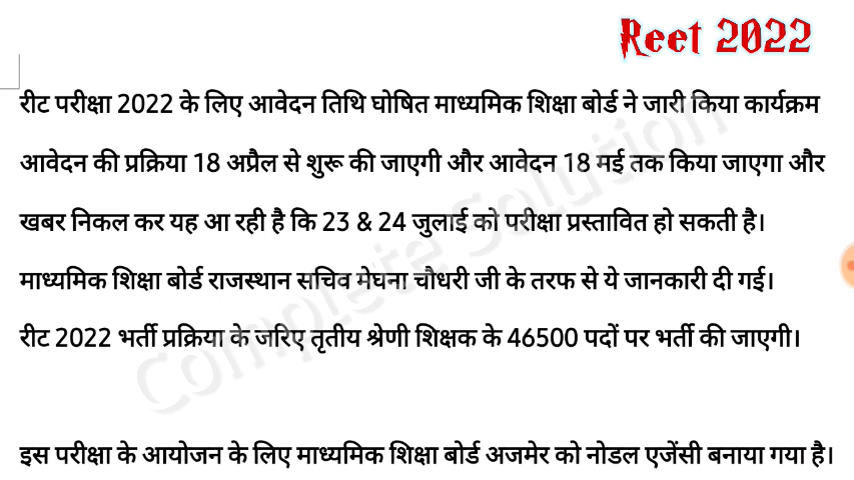 Reet 2022
रीट परीक्षा 2022 के लिए आवेदन तिथि घोषित माध्यमिक शिक्षा बोर्ड ने जारी किया कार्यक्रम
आवेदन की प्रक्रिया 18 अप्रैल से शुरू की जाएगी और आवेदन 18 मई तक किया जाएगा और
खबर निकल कर यह आ रही है कि 23 & 24 जुलाई को परीक्षा प्रस्तावित हो सकती है।
माध्यमिक शिक्षा बोर्ड राजस्थान सचिव मेघना चौधरी जी के तरफ से ये जानकारी दी गई।
रीट 2022 भर्ती प्रक्रिया के जरिए तृतीय श्रेणी शिक्षक के 46500 पदों पर भर्ती की जाएगी।
इस परीक्षा के आयोजन के लिए माध्यमिक शिक्षा बोर्ड अजमेर को नोडल एजेंसी बनाया गया है।
Complete Solution